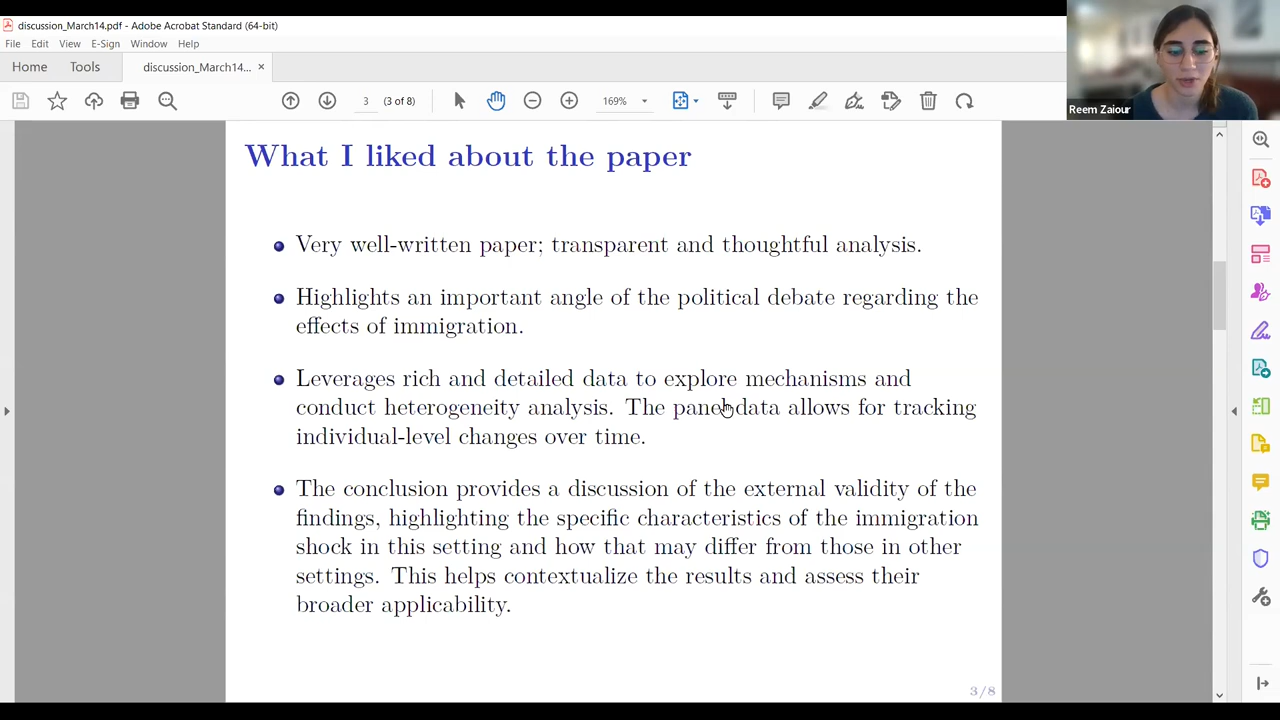 discussion_March14.pdf - Adobe Acrobat Standard (64-bit)
File Edit View E-Sign Window Help
Home Tools discussion_March14... ×
3 (3 of 8) 169%
Reem Zaiour
What I liked about the paper
Very well-written paper; transparent and thoughtful analysis.
Highlights an important angle of the political debate regarding the
effects of immigration.
Leverages rich and detailed data to explore mechanisms and
conduct heterogeneity analysis. The panel data allows for tracking
individual-level changes over time.
The conclusion provides a discussion of the external validity of the
findings, highlighting the specific characteristics of the immigration
shock in this setting and how that may differ from those in other
settings. This helps contextualize the results and assess their
broader applicability.
3/8